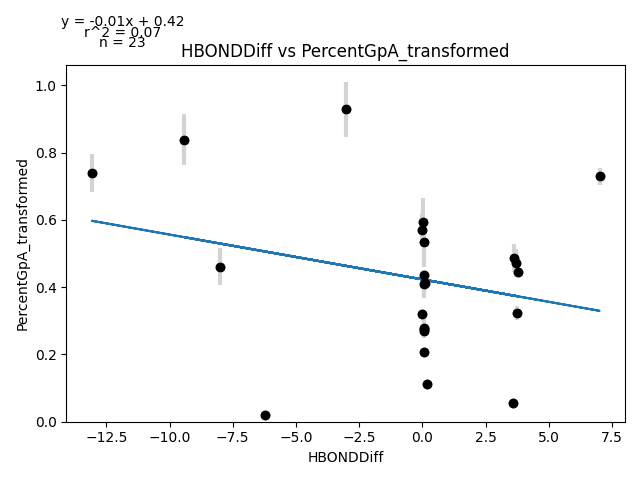 y = -0.01x + 0.42
r^2 = 0.07
n = 23
HBONDDiff vs PercentGpA_transformed
PercentGpA_transformed
1.0
0.8
0.6
0.4
0.2
0.0
−12.5 −10.0 −7.5 −5.0 −2.5 0.0 2.5 5.0 7.5
HBONDDiff